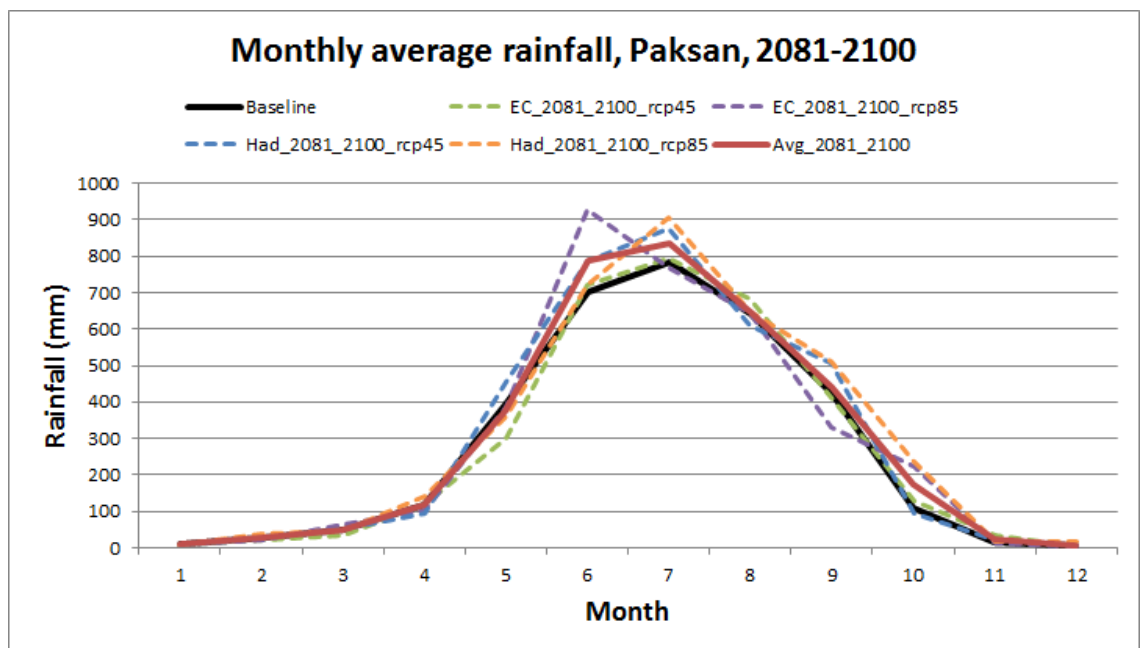 Monthly average rainfall, Paksan, 2081-2100
Baseline EC_2081_2100_rcp45 EC_2081_2100_rcp85
Had_2081_2100_rcp45 Had_2081_2100_rcp85 Avg_2081_2100
Rainfall (mm)
1000
900
800
700
600
500
400
300
200
100
0
1 2 3 4 5 6 7 8 9 10 11 12
Month